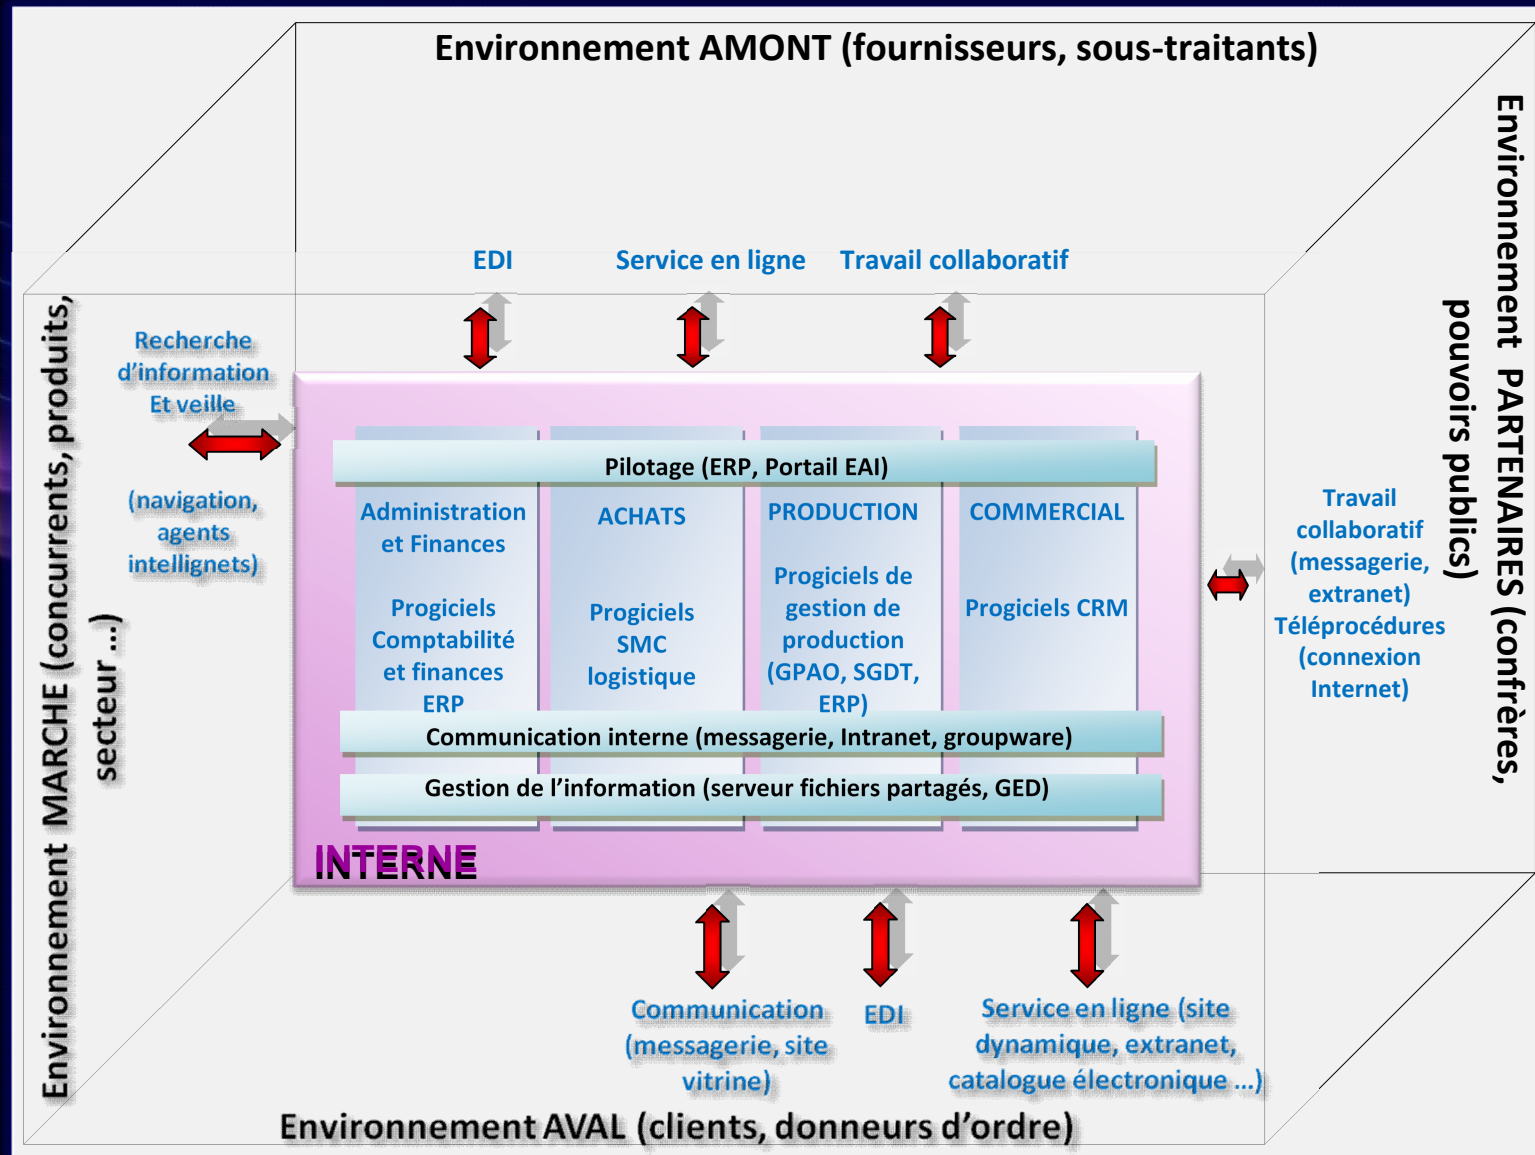 Environnement AMONT (fournisseurs, sous-traitants)
Environnement PARTENAIRES (confrères,
pouvoirs publics)
EDI
Service en ligne
Travail collaboratif
Environnement MARCHE (concurrents, produits,
secteur ...)
Recherche
d’information
Et veille
(navigation,
agents
intellignets)
Pilotage (ERP, Portail EAI)
Administration
et Finances
Progiciels
Comptabilité
et finances
ERP
ACHATS
Progiciels
SMC
logistique
PRODUCTION
Progiciels de
gestion de
production
(GPAO, SGDT,
ERP)
COMMERCIAL
Progiciels CRM
Travail
collaboratif
(messagerie,
extranet)
Téléprocédures
(connexion
Internet)
Communication interne (messagerie, Intranet, groupware)
Gestion de l’information (serveur fichiers partagés, GED)
INTERNE
Communication
(messagerie, site
vitrine)
EDI
Service en ligne (site
dynamique, extranet,
catalogue électronique ...)
Environnement AVAL (clients, donneurs d’ordre)